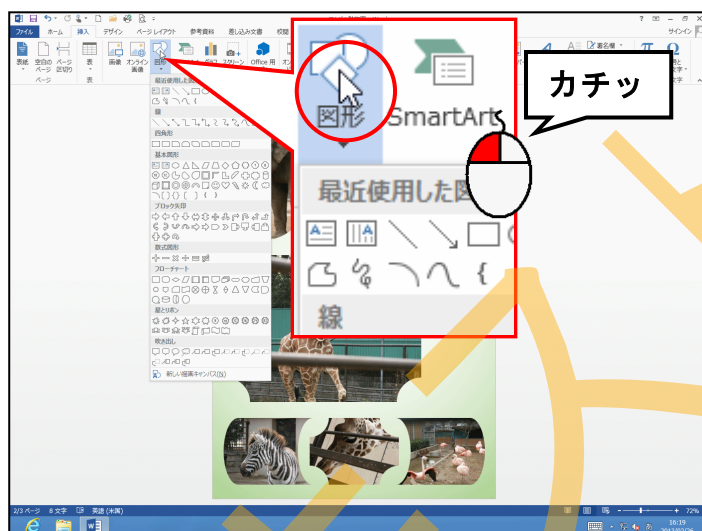 ファイル ホーム 挿入 デザイン ページ レイアウト 参考資料 差し込み文書 校閲
サインイン
表紙 空白の ページ ページ 区切り
表
画像 オンライン 画像 図形
スクリーン Office 用
署名欄
ページ 表
最近使用した
線
四角形
基本図形
ブロック矢印
数式図形
フローチャート
星とリボン
吹き出し
新しい描画キャンバス(N)
図形 SmartArt
最近使用した図
線
カチッ
2/3 ページ 8 文字 英語 (米国)
72%
16:19